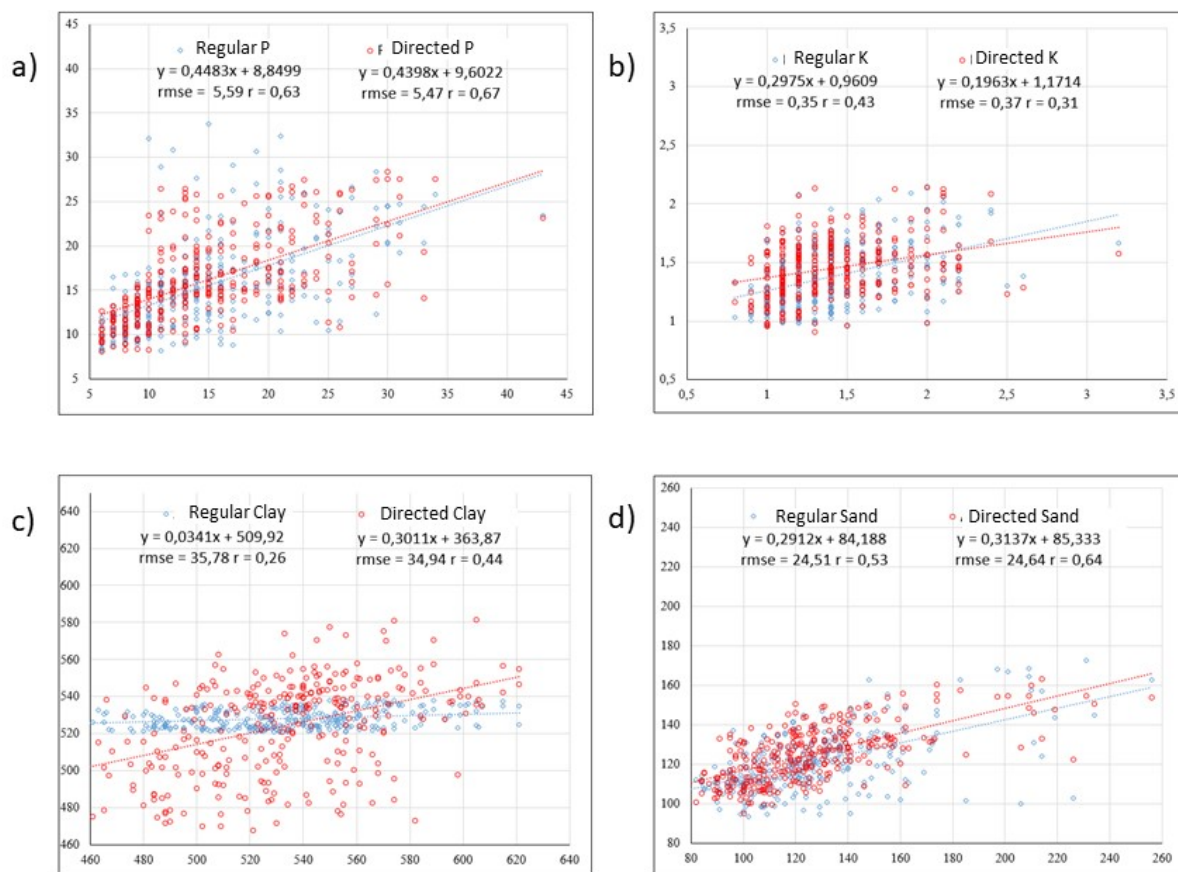 a)
45
40
35
30
25
20
15
10
5
5 10 15 20 25 30 35 40 45
Regular P Directed P
y = 0,4483x + 8,8499 y = 0,4398x + 9,6022
rmse = 5,59 r = 0,63 rmse = 5,47 r = 0,67
b)
3,5
3
2,5
2
1,5
1
0,5
0,5 1 1,5 2 2,5 3 3,5
Regular K Directed K
y = 0,2975x + 0,9609 y = 0,1963x + 1,1714
rmse = 0,35 r = 0,43 rmse = 0,37 r = 0,31
c)
640
620
600
580
560
540
520
500
480
460
460 480 500 520 540 560 580 600 620 640
Regular Clay Directed Clay
y = 0,0341x + 509,92 y = 0,3011x + 363,87
rmse = 35,78 r = 0,26 rmse = 34,94 r = 0,44
d)
260
240
220
200
180
160
140
120
100
80
80 100 120 140 160 180 200 220 240 260
Regular Sand Directed Sand
y = 0,2912x + 84,188 y = 0,3137x + 85,333
rmse = 24,51 r = 0,53 rmse = 24,64 r = 0,64